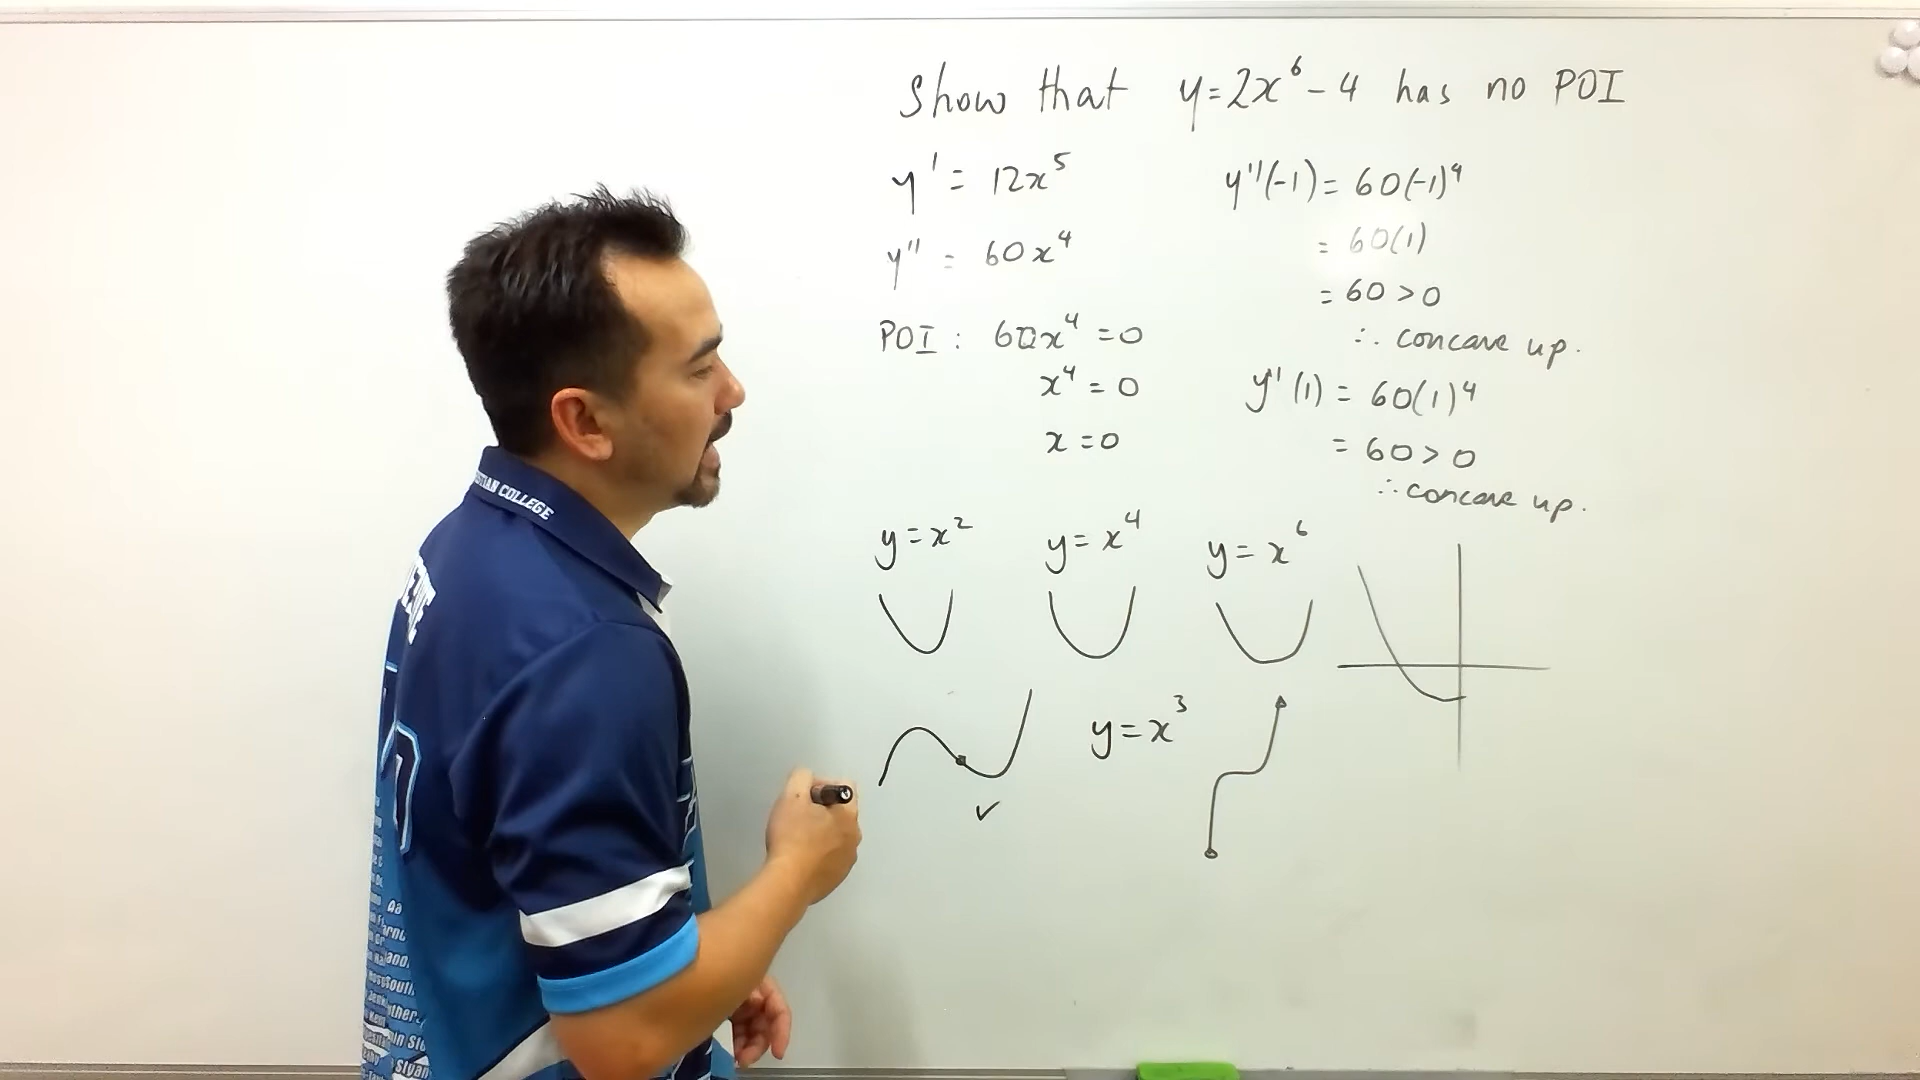 Show that y=2x⁶-4 has no POI
y' = 12x⁵
y'' = 60x⁴
POI : 60x⁴ = 0
x⁴ = 0
x = 0
y''(-1) = 60(-1)⁴
= 60(1)
= 60 > 0
∴ concave up.
y''(1) = 60(1)⁴
= 60 > 0
∴ concave up.
y = x²
y = x⁴
y = x⁶
y = x³
COLLEGE